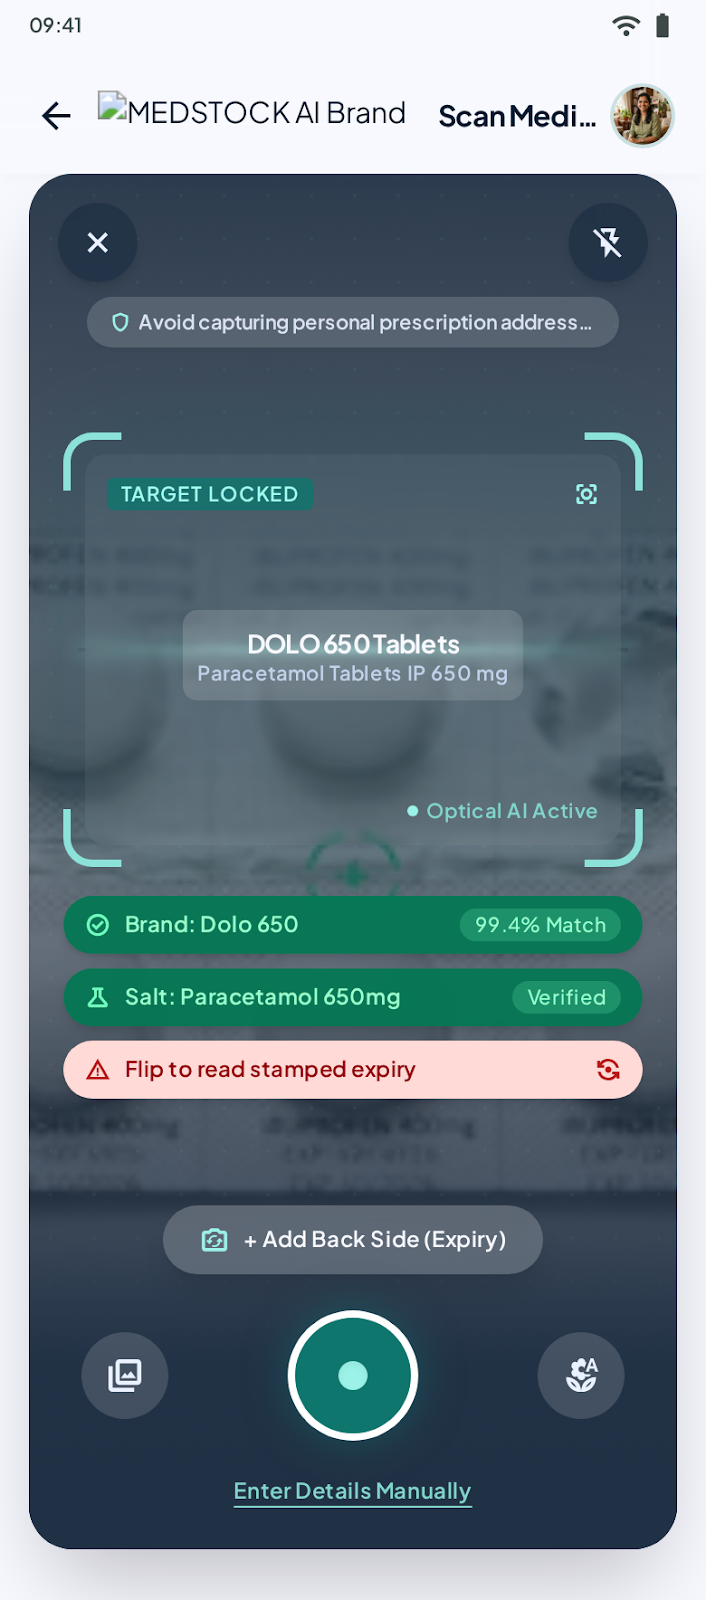 09:41
MEDSTOCK AI Brand
Scan Medi...
Avoid capturing personal prescription address...
TARGET LOCKED
DOLO 650 Tablets
Paracetamol Tablets IP 650 mg
Optical AI Active
Brand: Dolo 650
99.4% Match
Salt: Paracetamol 650mg
Verified
Flip to read stamped expiry
+ Add Back Side (Expiry)
Enter Details Manually